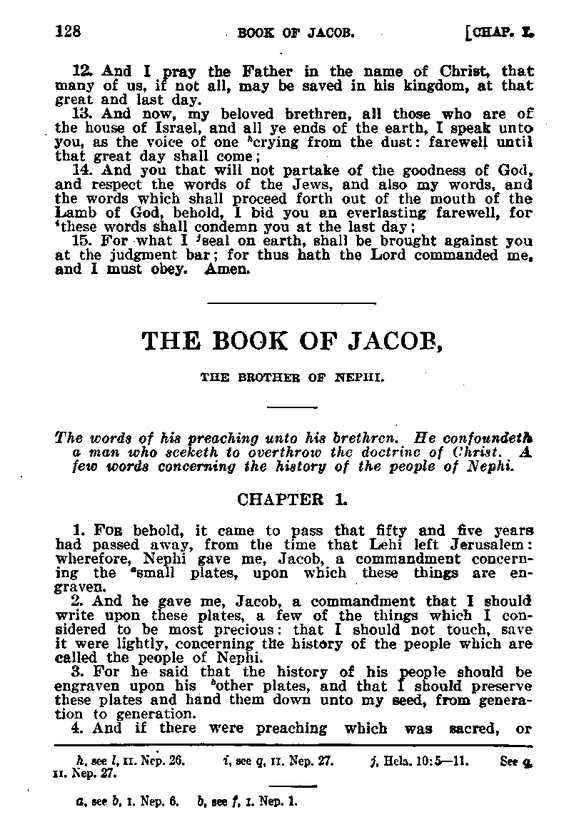 128 BOOK OF JACOB. [CHAP. I.
12. And I pray the Father in the name of Christ, that
many of us, if not all, may be saved in his kingdom, at that
great and last day.
13. And now, my beloved brethren, all those who are of
the house of Israel, and all ye ends of the earth, I speak unto
you, as the voice of one hcrying from the dust: farewell until
that great day shall come;
14. And you that will not partake of the goodness of God,
and respect the words of the Jews, and also my words, and
the words which shall proceed forth out of the mouth of the
Lamb of God, behold, I bid you an everlasting farewell, for
ithese words shall condemn you at the last day;
15. For what I jseal on earth, shall be brought against you
at the judgment bar; for thus hath the Lord commanded me,
and I must obey. Amen.
THE BOOK OF JACOB,
THE BROTHER OF NEPHI.
The words of his preaching unto his brethren. He confoundeth
a man who seeketh to overthrow the doctrine of Christ. A
few words concerning the history of the people of Nephi.
CHAPTER 1.
1. FOR behold, it came to pass that fifty and five years
had passed away, from the time that Lehi left Jerusalem:
wherefore, Nephi gave me, Jacob, a commandment concern-
ing the asmall plates, upon which these things are en-
graven.
2. And he gave me, Jacob, a commandment that I should
write upon these plates, a few of the things which I con-
sidered to be most precious: that I should not touch, save
it were lightly, concerning the history of the people which are
called the people of Nephi.
3. For he said that the history of his people should be
engraven upon his bother plates, and that I should preserve
these plates and hand them down unto my seed, from genera-
tion to generation.
4. And if there were preaching which was sacred, or
h, see l, II. Nep. 26. i, see q, II. Nep. 27. j, Hela. 10:5—11. See q,
II. Nep. 27.
a, see b, I. Nep. 6. b, see f, I. Nep. 1.